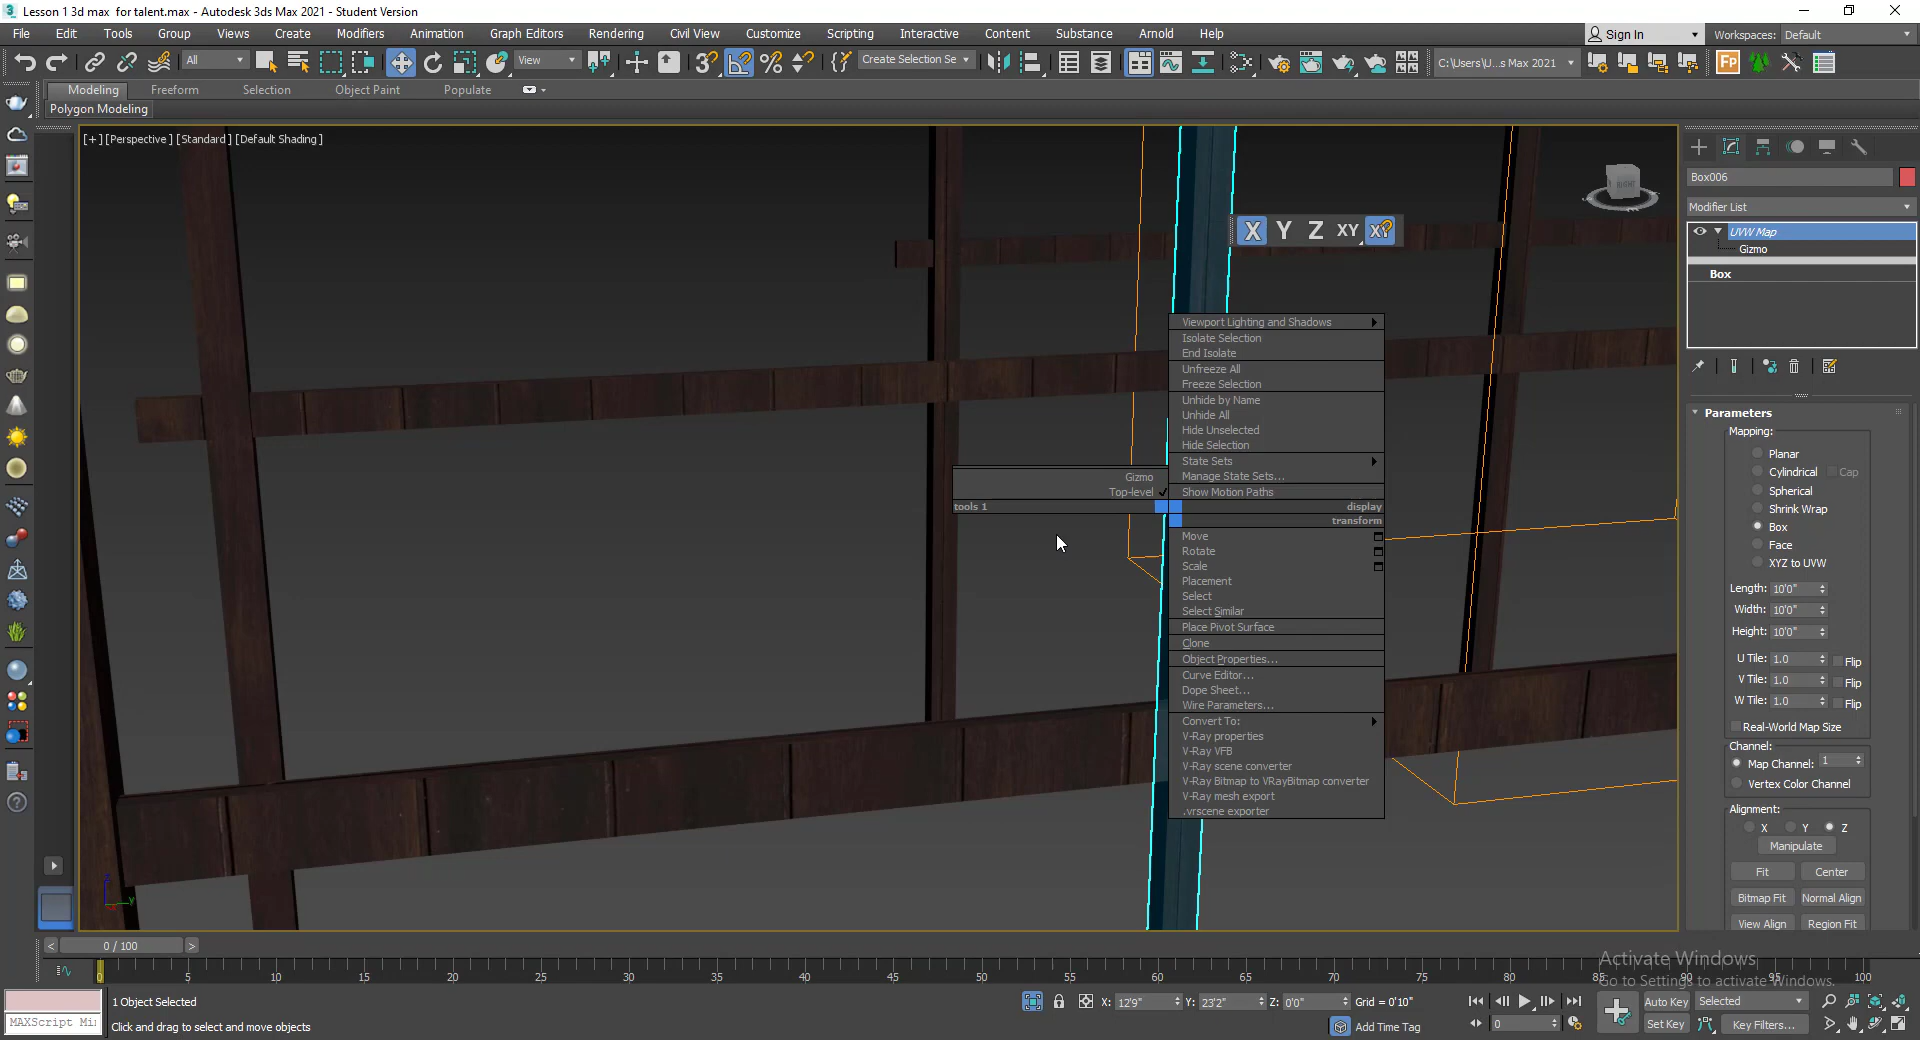 Lesson 1 3d max  for talent.max - Autodesk 3ds Max 2021 - Student Version
File Edit Tools Group Views Create Modifiers Animation Graph Editors Rendering Civil View Customize Scripting Interactive Content Substance Arnold Help
Sign In Workspaces: Default
All View Create Selection Se C:\Users\U...s Max 2021
Modeling Freeform Selection Object Paint Populate
Polygon Modeling
[+] [Perspective] [Standard] [Default Shading]
RIGHT
Box006
Modifier List
X Y Z XY XY
UVW Map
Gizmo
Box
Viewport Lighting and Shadows
Isolate Selection
End Isolate
Unfreeze All
Freeze Selection
Unhide by Name
Unhide All
Hide Unselected
Hide Selection
State Sets
Manage State Sets...
Show Motion Paths
Gizmo
Top-level
tools 1
display
transform
Move
Rotate
Scale
Placement
Select
Select Similar
Place Pivot Surface
Clone
Object Properties...
Curve Editor...
Dope Sheet...
Wire Parameters...
Convert To:
V-Ray properties
V-Ray VFB
V-Ray scene converter
V-Ray Bitmap to VRayBitmap converter
V-Ray mesh export
.vrscene exporter
Parameters
Mapping:
Planar
Cylindrical Cap
Spherical
Shrink Wrap
Box
Face
XYZ to UVW
Length: 10'0"
Width: 10'0"
Height: 10'0"
U Tile: 1.0 Flip
V Tile: 1.0 Flip
W Tile: 1.0 Flip
Real-World Map Size
Channel:
Map Channel: 1
Vertex Color Channel
Alignment:
X Y Z
Manipulate
Fit Center
Bitmap Fit Normal Align
View Align Region Fit
z y
< 0 / 100 >
0 5 10 15 20 25 30 35 40 45 50 55 60 65 70 75 80 85 90 95 100
Activate Windows
Go to Settings to activate Windows.
1 Object Selected
X: 12'9" Y: 23'2" Z: 0'0" Grid = 0'10"
Auto Key Selected
MAXScript Mi
Click and drag to select and move objects
Add Time Tag
0
Set Key Key Filters...